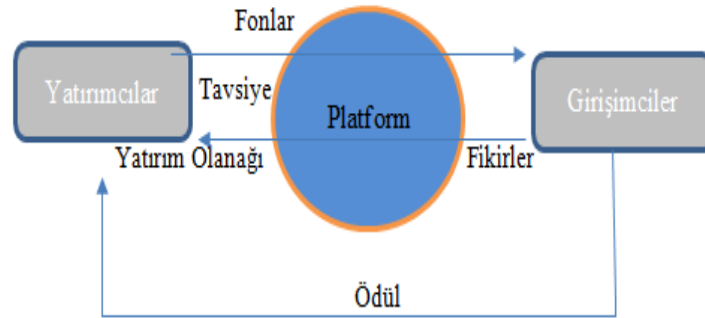 Fonlar
Yatırımcılar
Tavsiye
Platform
Girişimciler
Yatırım Olanağı
Fikirler
Ödül